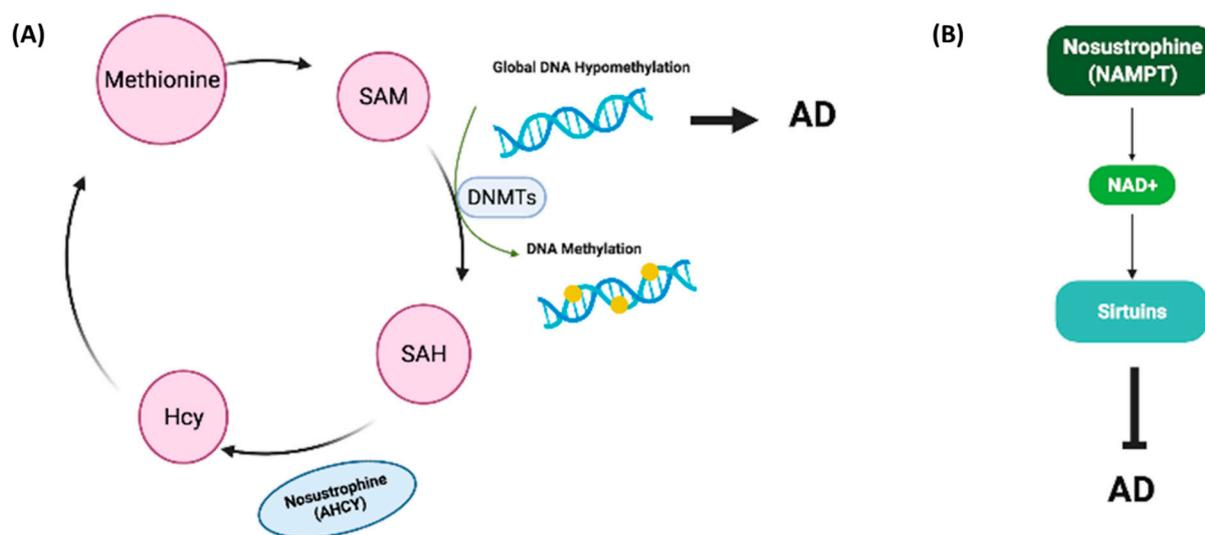 (A)
Methionine
SAM
Global DNA Hypomethylation
AD
DNMTs
DNA Methylation
SAH
Hcy
Nosustrophine
(AHCY)
(B)
Nosustrophine
(NAMPT)
NAD+
Sirtuins
AD